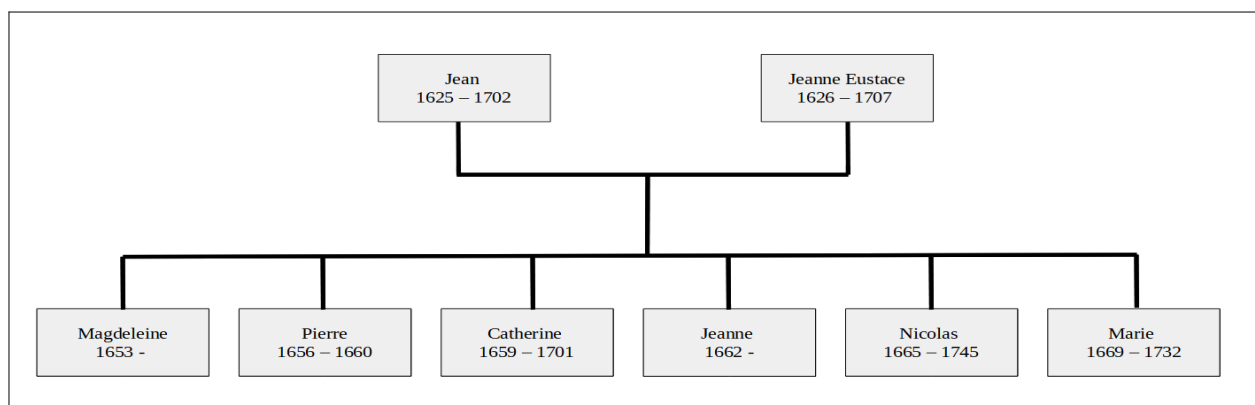 Jean
1625 – 1702
Jeanne Eustace
1626 – 1707
Magdeleine
1653 -
Pierre
1656 – 1660
Catherine
1659 – 1701
Jeanne
1662 -
Nicolas
1665 – 1745
Marie
1669 – 1732